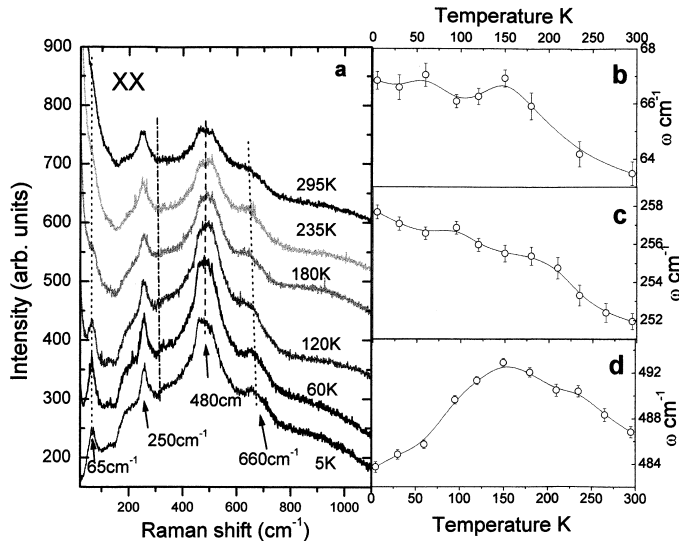 Temperature K
0 50 100 150 200 250 300
900
800
700
600
500
400
300
200
Intensity (arb. units)
XX
a
295K
235K
180K
120K
60K
5K
480cm
250cm-1
65cm-1
660cm-1
200 400 600 800 1000
Raman shift (cm-1)
b
68
66
64
ω cm-1
c
258
256
254
252
ω cm-1
d
492
488
484
ω cm-1
0 50 100 150 200 250 300
Temperature K